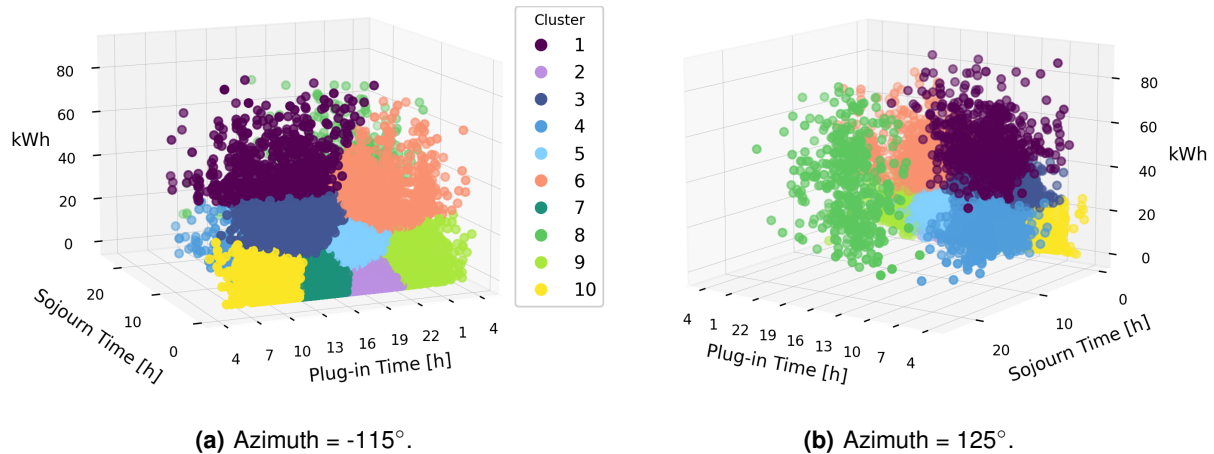 80
60
kWh
40
20
0
20
10
0
Sojourn Time [h]
4 7 10 13 16 19 22 1 4
Plug-in Time [h]
Cluster
1
2
3
4
5
6
7
8
9
10
80
60
kWh
40
20
0
0
10
20
Sojourn Time [h]
4 1 22 19 16 13 10 7 4
Plug-in Time [h]
(a) Azimuth = -115°.
(b) Azimuth = 125°.